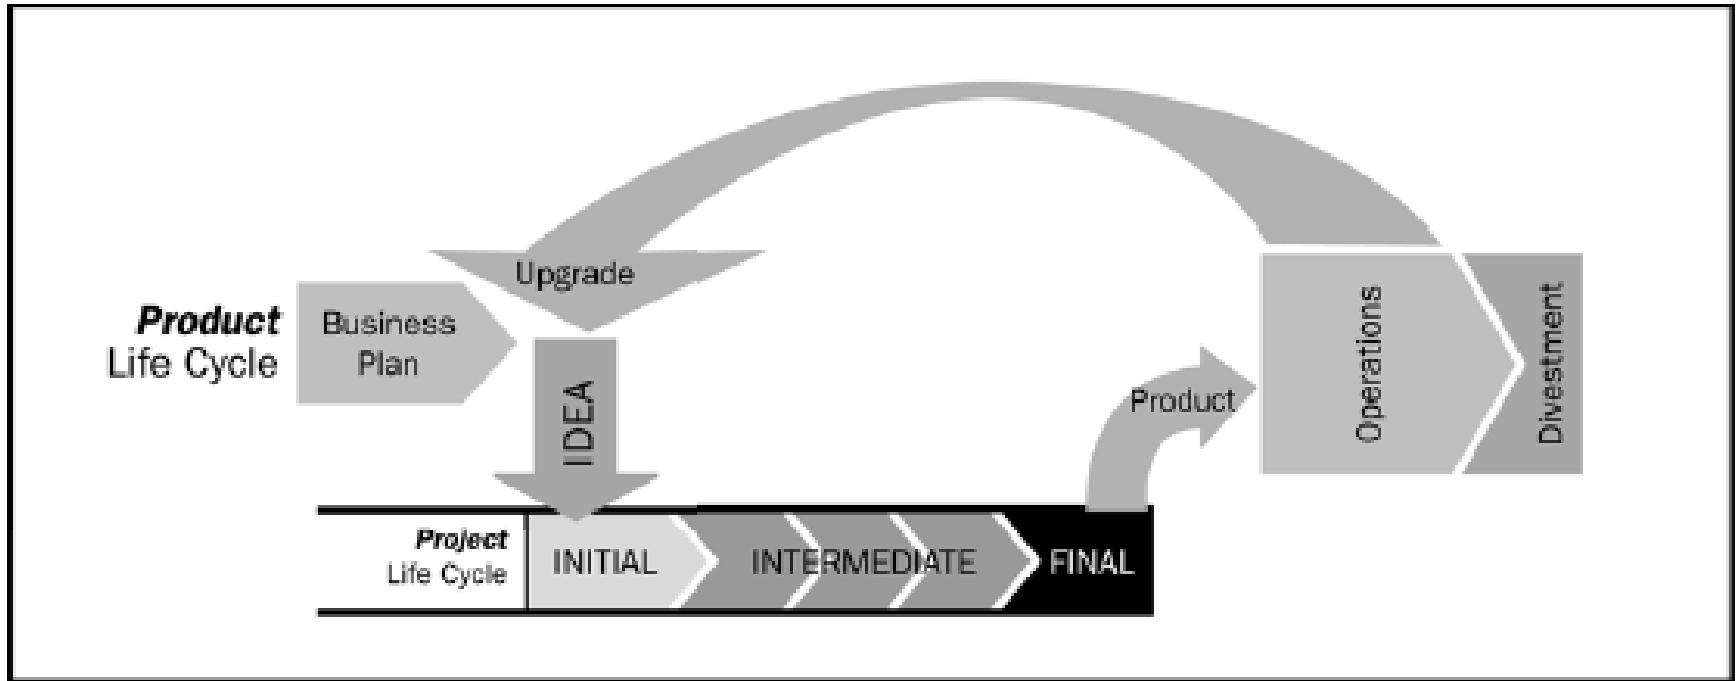 Upgrade
Product
Life Cycle
Business
Plan
IDEA
Product
Operations
Divestment
Project
Life Cycle
INITIAL
INTERMEDIATE
FINAL